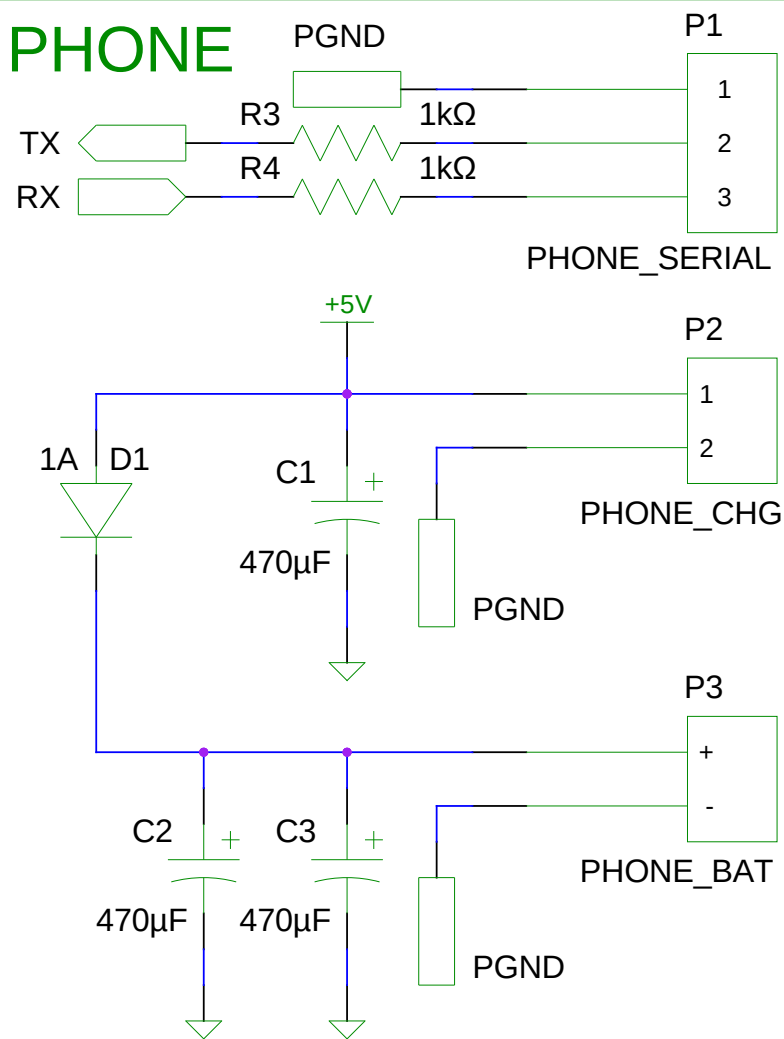 PHONE
PGND
P1
1
R3
1kΩ
TX
2
R4
1kΩ
RX
3
PHONE_SERIAL
+5V
P2
1
1A
D1
C1
+
2
PHONE_CHG
470µF
PGND
P3
+
C2
+
C3
+
-
PHONE_BAT
470µF
470µF
PGND